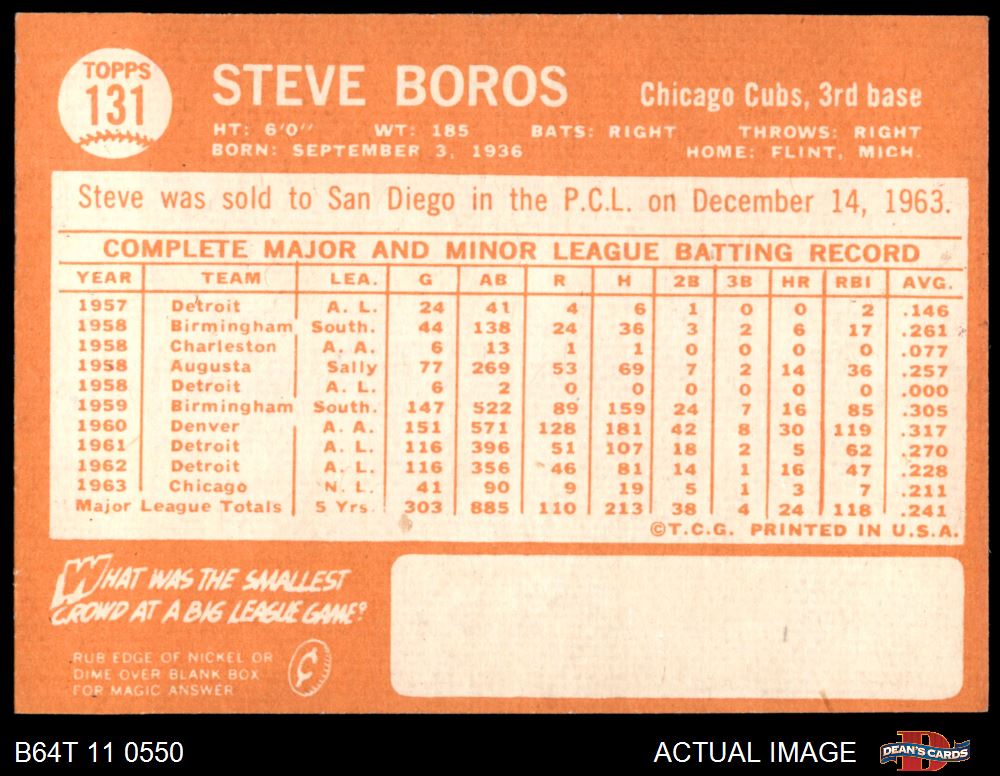 TOPPS
131
STEVE BOROS
Chicago Cubs, 3rd base
HT: 6'0" WT: 185 BATS: RIGHT THROWS: RIGHT
BORN: SEPTEMBER 3, 1936 HOME: FLINT, MICH.
Steve was sold to San Diego in the P.C.L. on December 14, 1963.
COMPLETE MAJOR AND MINOR LEAGUE BATTING RECORD
YEAR TEAM LEA. G AB R H 2B 3B HR RBI AVG.
1957 Detroit A. L. 24 41 4 6 1 0 0 2 .146
1958 Birmingham South. 44 138 24 36 3 2 6 17 .261
1958 Charleston A. A. 6 13 1 1 0 0 0 0 .077
1958 Augusta Sally 77 269 53 69 7 2 14 36 .257
1958 Detroit A. L. 6 2 0 0 0 0 0 0 .000
1959 Birmingham South. 147 522 89 159 24 7 16 85 .305
1960 Denver A. A. 151 571 128 181 42 8 30 119 .317
1961 Detroit A. L. 116 396 51 107 18 2 5 62 .270
1962 Detroit A. L. 116 356 46 81 14 1 16 47 .228
1963 Chicago N. L. 41 90 9 19 5 1 3 7 .211
Major League Totals 5 Yrs. 303 885 110 213 38 4 24 118 .241
©T.C.G. PRINTED IN U.S.A.
WHAT WAS THE SMALLEST
CROWD AT A BIG LEAGUE GAME?
RUB EDGE OF NICKEL OR
DIME OVER BLANK BOX
FOR MAGIC ANSWER
¢
B64T 11 0550
ACTUAL IMAGE
D
DEAN'S CARDS